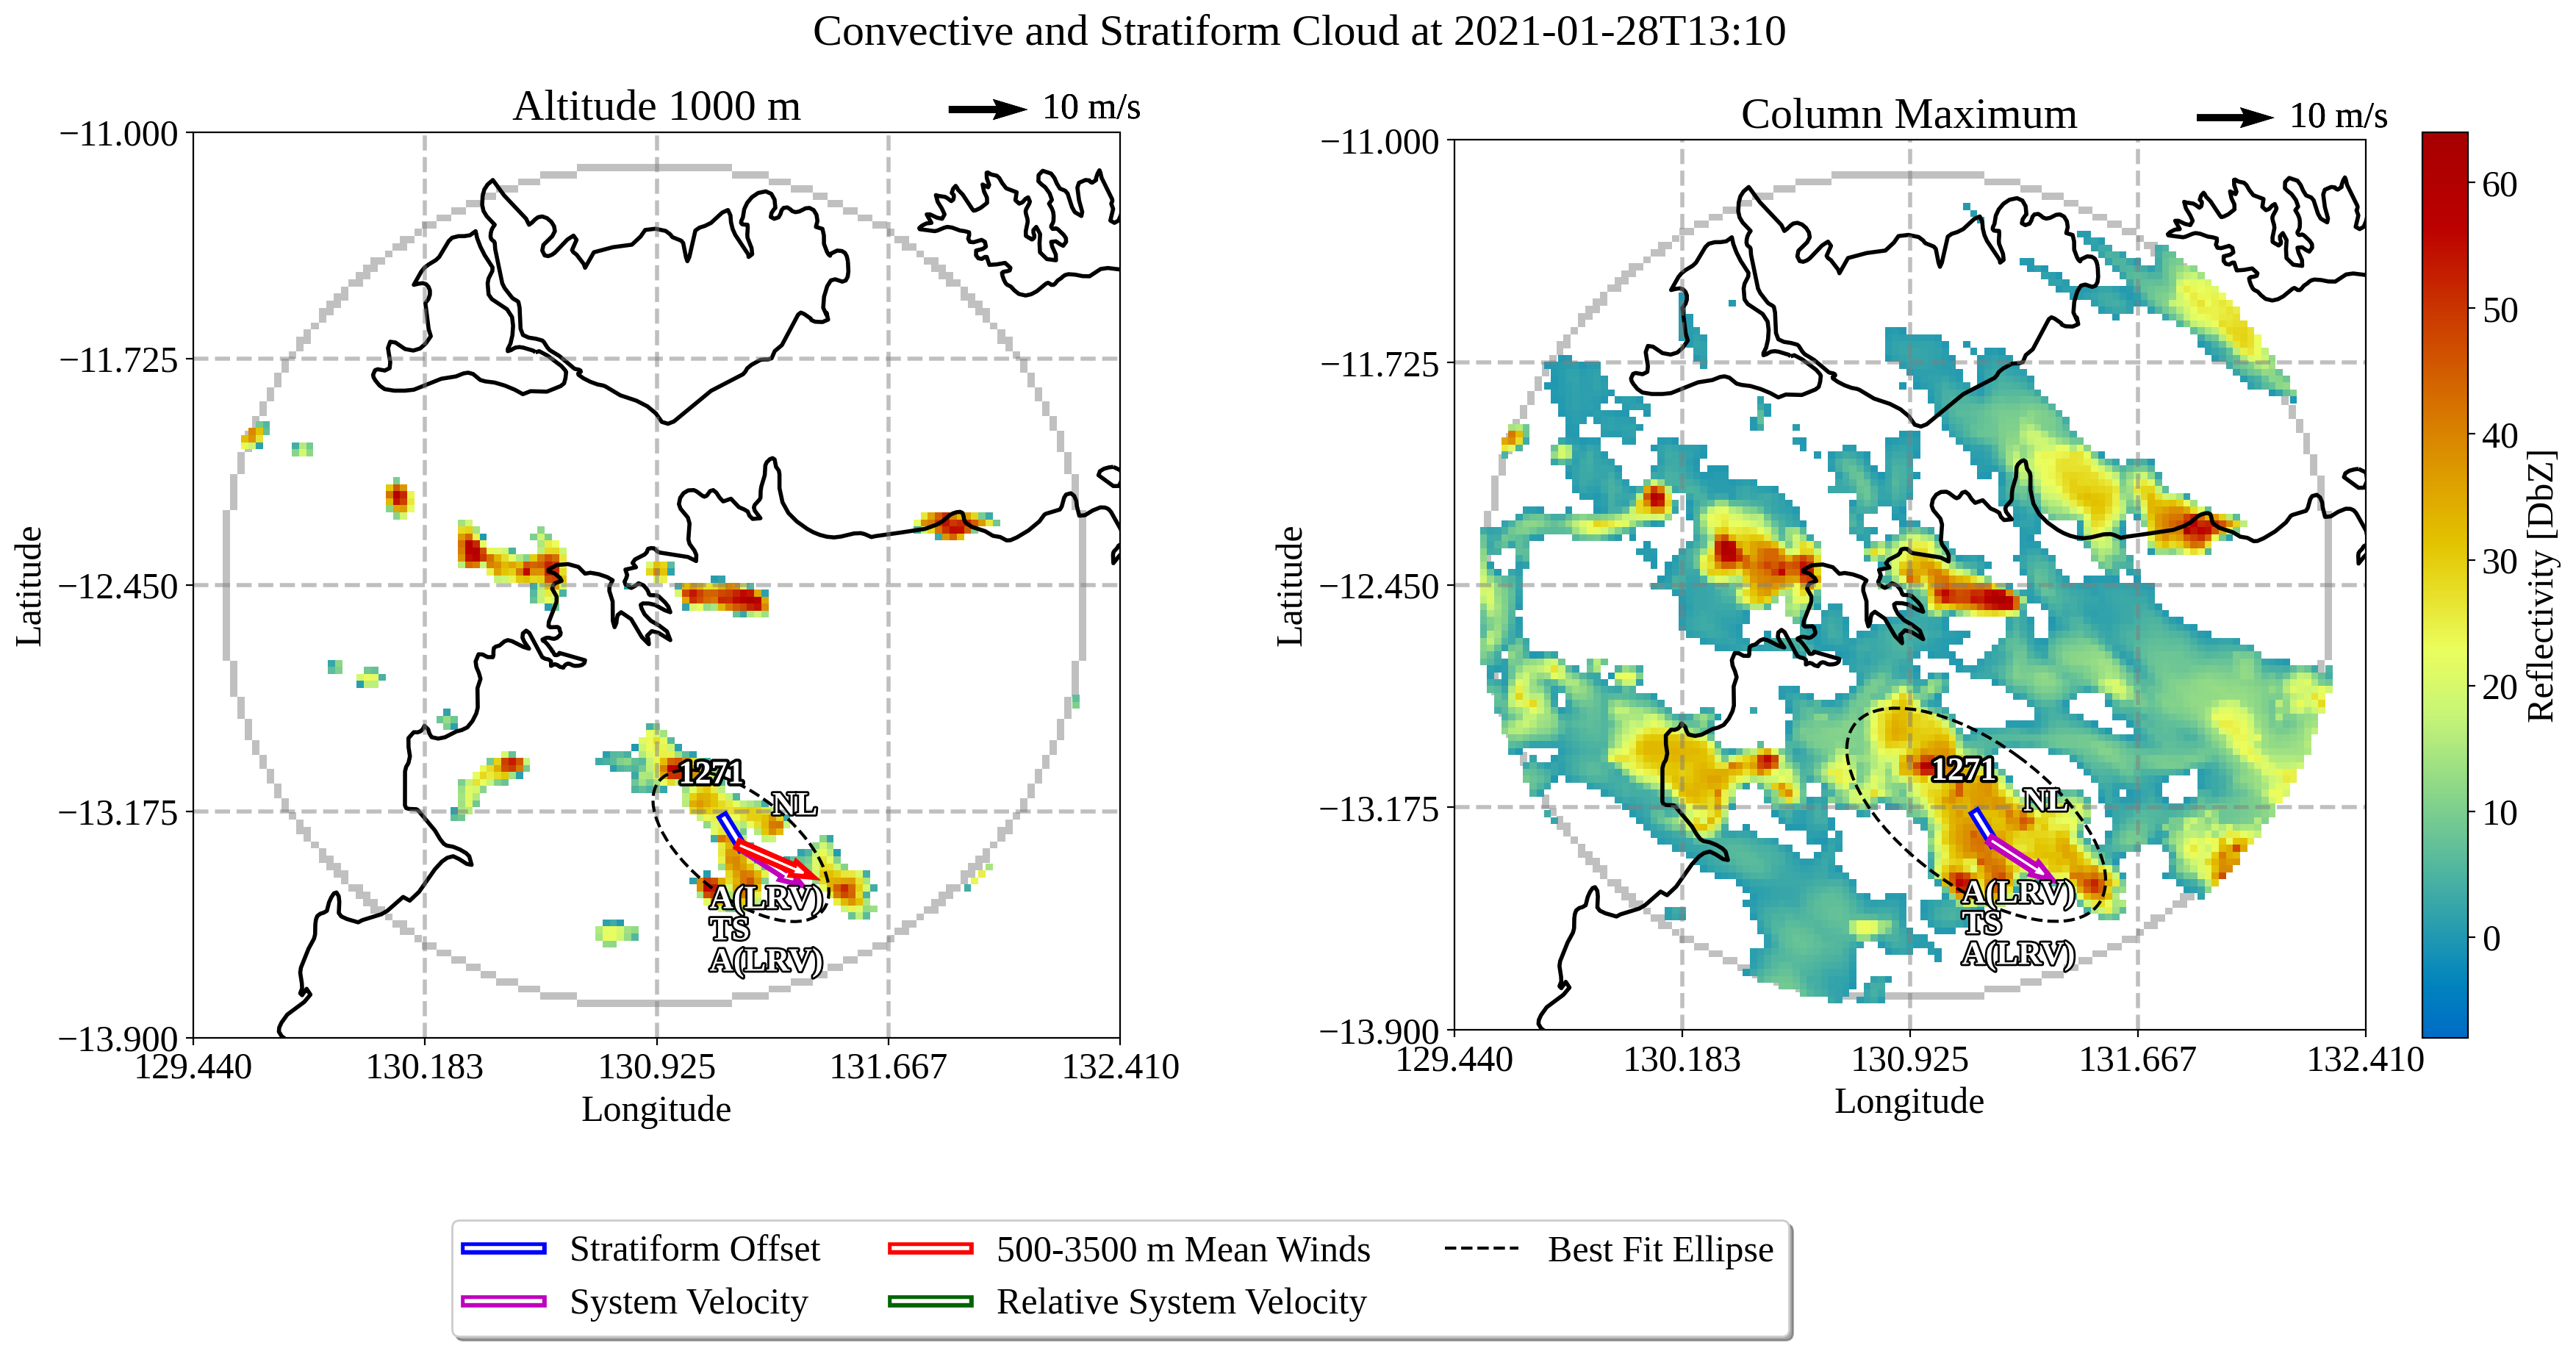 Convective and Stratiform Cloud at 2021-01-28T13:10
Altitude 1000 m
10 m/s
−11.000
−11.725
−12.450
−13.175
−13.900
Latitude
129.440
130.183
130.925
131.667
132.410
Longitude
1271
NL
A(LRV)
TS
A(LRV)
Column Maximum
10 m/s
−11.000
−11.725
−12.450
−13.175
−13.900
Latitude
129.440
130.183
130.925
131.667
132.410
Longitude
1271
NL
A(LRV)
TS
A(LRV)
60
50
40
30
20
10
0
Reflectivity [DbZ]
Stratiform Offset
System Velocity
500-3500 m Mean Winds
Relative System Velocity
Best Fit Ellipse